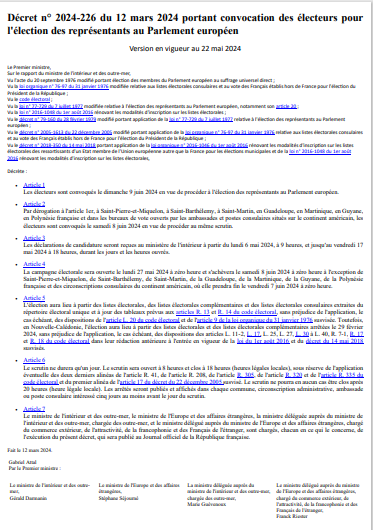 Décret n° 2024-226 du 12 mars 2024 portant convocation des électeurs pour
l'élection des représentants au Parlement européen
Version en vigueur au 22 mai 2024
Le Premier ministre,
Sur le rapport du ministre de l'intérieur et des outre-mer,
Vu l'acte du 20 septembre 1976 modifié portant élection des membres du Parlement européen au suffrage universel direct ;
Vu la loi organique n° 76-97 du 31 janvier 1976 modifiée relative aux listes électorales consulaires et au vote des Français établis hors de France pour l'élection du
Président de la République ;
Vu le code électoral ;
Vu la loi n° 77-729 du 7 juillet 1977 modifiée relative à l'élection des représentants au Parlement européen, notamment son article 20 ;
Vu la loi n° 2016-1048 du 1er août 2016 rénovant les modalités d'inscription sur les listes électorales ;
Vu le décret n° 79-160 du 28 février 1979 modifié portant application de la loi n° 77-729 du 7 juillet 1977 relative à l'élection des représentants au Parlement
européen ;
Vu le décret n° 2005-1613 du 22 décembre 2005 modifié portant application de la loi organique n° 76-97 du 31 janvier 1976 relative aux listes électorales consulaires
et au vote des Français établis hors de France pour l'élection du Président de la République ;
Vu le décret n° 2018-350 du 14 mai 2018 portant application de la loi organique n° 2016-1046 du 1er août 2016 rénovant les modalités d'inscription sur les listes
électorales des ressortissants d'un Etat membre de l'Union européenne autre que la France pour les élections municipales et de la loi n° 2016-1048 du 1er août
2016 rénovant les modalités d'inscription sur les listes électorales,
Décrète :
• Article 1
Les électeurs sont convoqués le dimanche 9 juin 2024 en vue de procéder à l'élection des représentants au Parlement européen.
• Article 2
Par dérogation à l'article 1er, à Saint-Pierre-et-Miquelon, à Saint-Barthélemy, à Saint-Martin, en Guadeloupe, en Martinique, en Guyane,
en Polynésie française et dans les bureaux de vote ouverts par les ambassades et postes consulaires situés sur le continent américain, les
électeurs sont convoqués le samedi 8 juin 2024 en vue de procéder au même scrutin.
• Article 3
Les déclarations de candidature seront reçues au ministère de l'intérieur à partir du lundi 6 mai 2024, à 9 heures, et jusqu'au vendredi 17
mai 2024 à 18 heures, durant les jours et les heures ouvrés.
• Article 4
La campagne électorale sera ouverte le lundi 27 mai 2024 à zéro heure et s'achèvera le samedi 8 juin 2024 à zéro heure à l'exception de
Saint-Pierre-et-Miquelon, de Saint-Barthélemy, de Saint-Martin, de la Guadeloupe, de la Martinique, de la Guyane, de la Polynésie
française et des circonscriptions consulaires du continent américain, où elle prendra fin le vendredi 7 juin 2024 à zéro heure.
• Article 5
L'élection aura lieu à partir des listes électorales, des listes électorales complémentaires et des listes électorales consulaires extraites du
répertoire électoral unique et à jour des tableaux prévus aux articles R. 13 et R. 14 du code électoral, sans préjudice de l'application, le
cas échéant, des dispositions de l'article L. 20 du code électoral et de l'article 9 de la loi organique du 31 janvier 1976 susvisée. Toutefois,
en Nouvelle-Calédonie, l'élection aura lieu à partir des listes électorales et des listes électorales complémentaires arrêtées le 29 février
2024, sans préjudice de l'application, le cas échéant, des dispositions des articles L. 11-2, L. 17, L. 25, L. 27, L. 30 à L. 40, R. 7-1, R. 17
et R. 18 du code électoral dans leur rédaction antérieure à l'entrée en vigueur de la loi du 1er août 2016 et du décret du 14 mai 2018
susvisés.
• Article 6
Le scrutin ne durera qu'un jour. Le scrutin sera ouvert à 8 heures et clos à 18 heures (heures légales locales), sous réserve de l'application
éventuelle des deux derniers alinéas de l'article R. 41, de l'article R. 208, de l'article R. 305, de l'article R. 320 et de l'article R. 335 du
code électoral et du premier alinéa de l'article 17 du décret du 22 décembre 2005 susvisé. Le scrutin ne pourra en aucun cas être clos après
20 heures (heure légale locale). Les arrêtés seront publiés et affichés dans chaque commune, circonscription administrative, ambassade
ou poste consulaire intéressé cinq jours au moins avant le jour du scrutin.
• Article 7
Le ministre de l'intérieur et des outre-mer, le ministre de l'Europe et des affaires étrangères, la ministre déléguée auprès du ministre de
l'intérieur et des outre-mer, chargée des outre-mer, et le ministre délégué auprès du ministre de l'Europe et des affaires étrangères, chargé
du commerce extérieur, de l'attractivité, de la francophonie et des Français de l'étranger, sont chargés, chacun en ce qui le concerne, de
l'exécution du présent décret, qui sera publié au Journal officiel de la République française.
Fait le 12 mars 2024.
Gabriel Attal
Par le Premier ministre :
Le ministre de l'intérieur et des outre-mer,
Gérald Darmanin
Le ministre de l'Europe et des affaires étrangères,
Stéphane Séjourné
La ministre déléguée auprès du ministre de l'intérieur et des outre-mer, chargée des outre-mer,
Marie Guévenoux
Le ministre délégué auprès du ministre de l'Europe et des affaires étrangères, chargé du commerce extérieur, de l'attractivité, de la francophonie et des Français de l'étranger,
Franck Riester